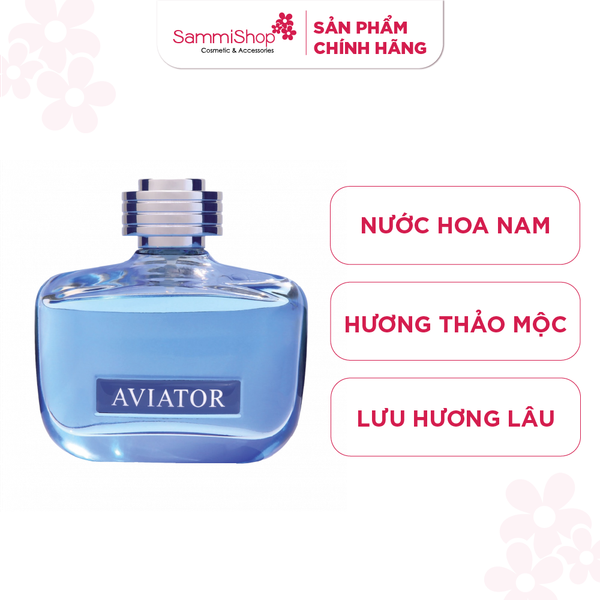 SammiShop
Cosmetic & Accessories
SẢN PHẨM
CHÍNH HÃNG
AVIATOR
NƯỚC HOA NAM
HƯƠNG THẢO MỘC
LƯU HƯƠNG LÂU